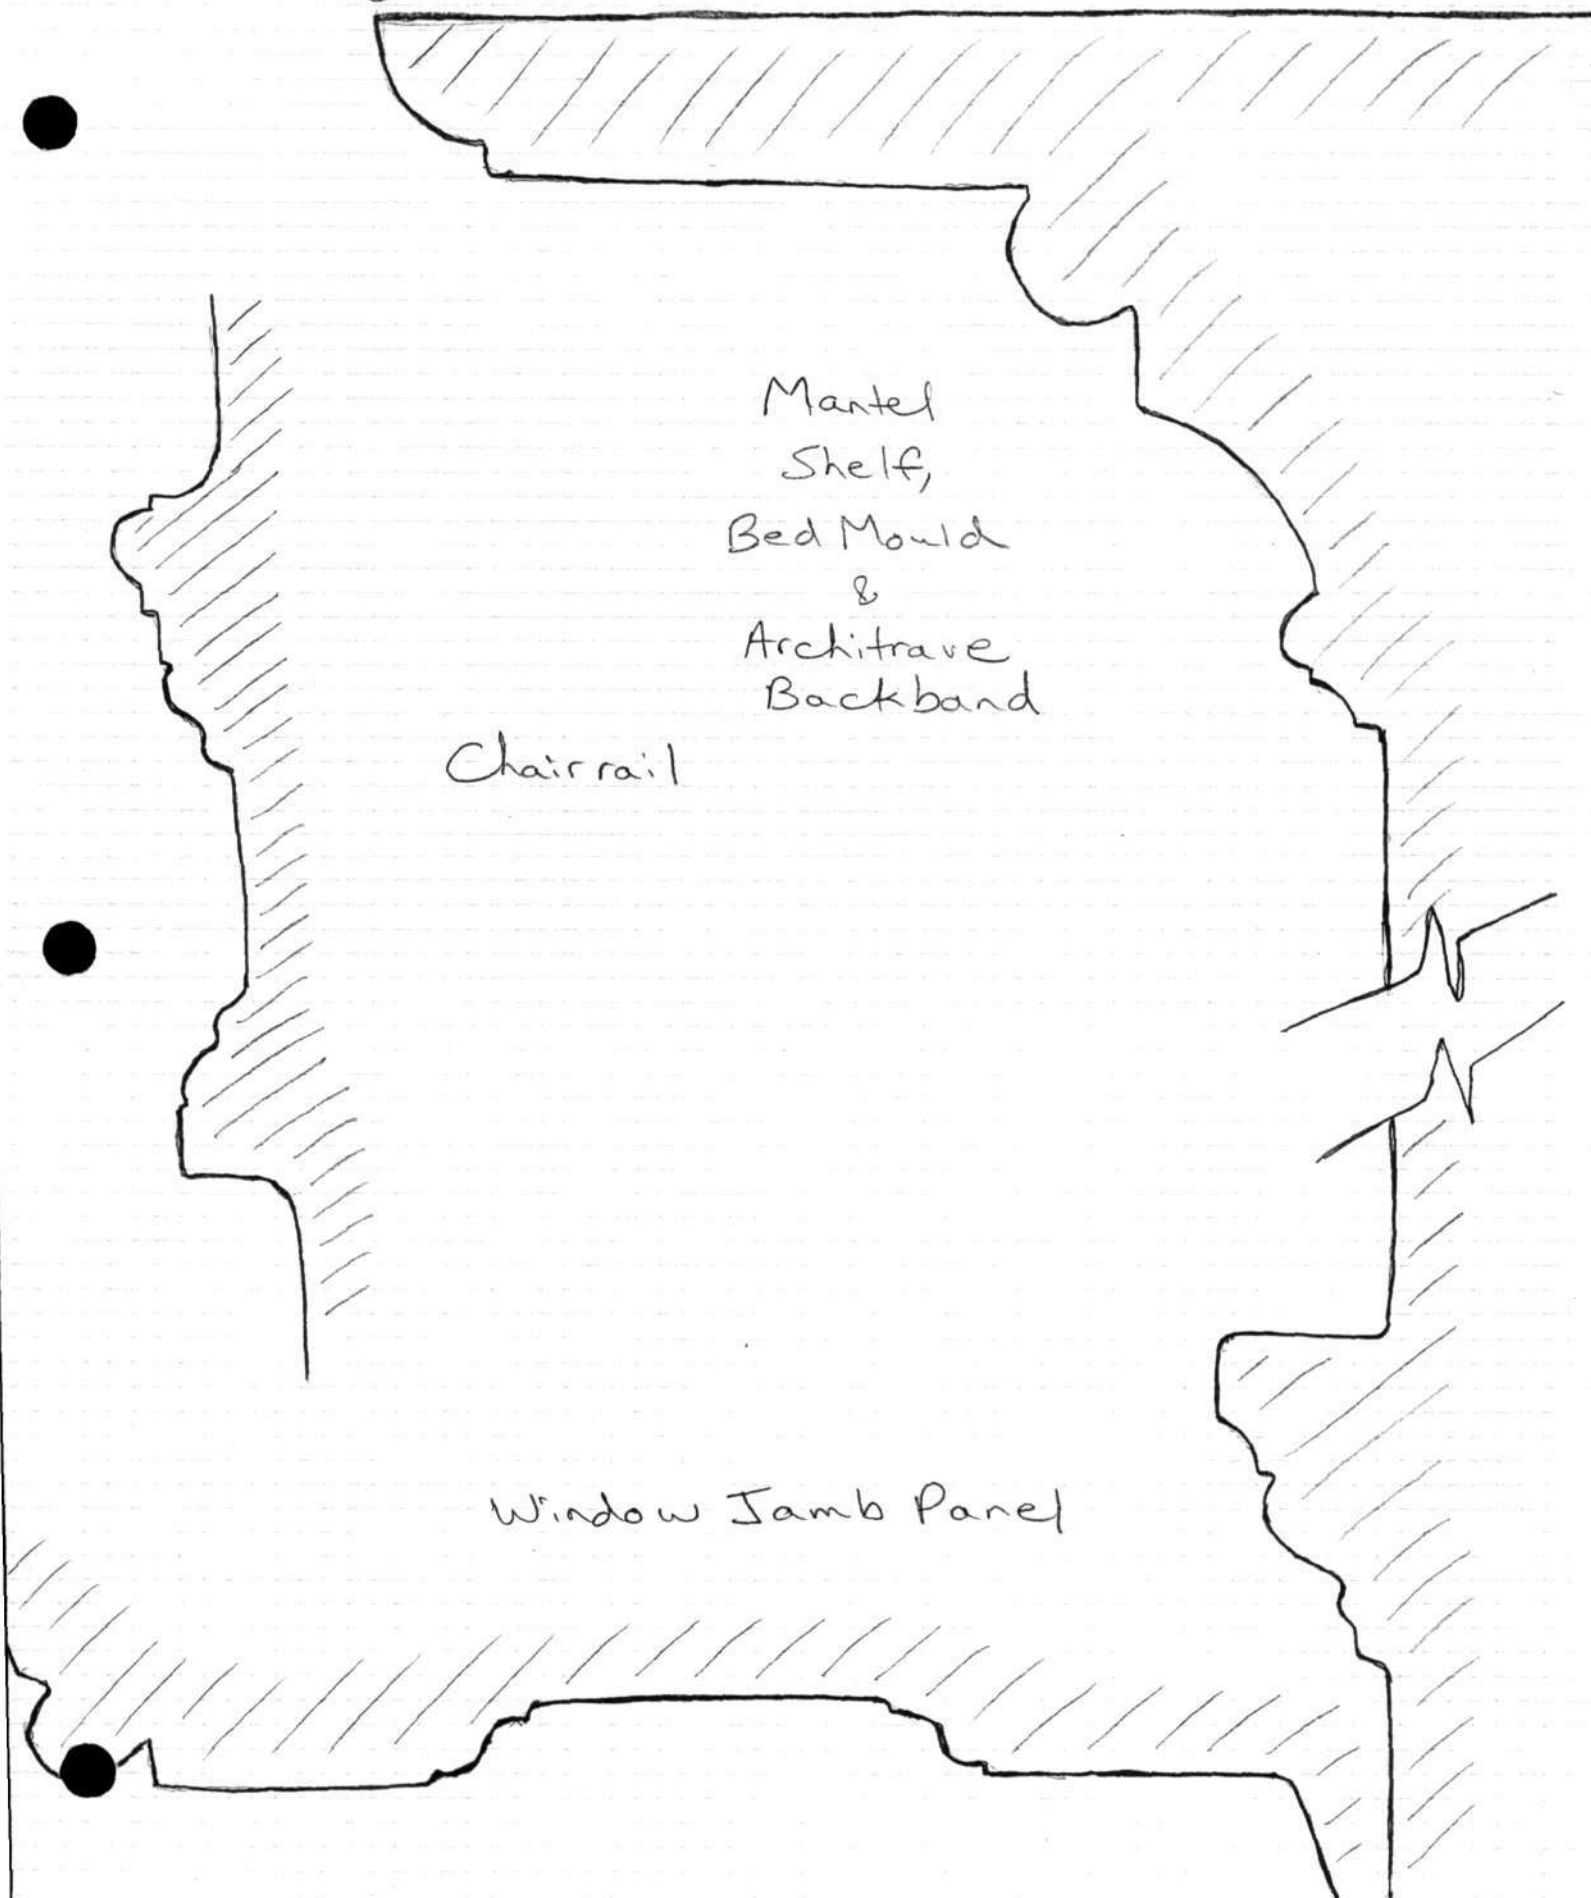 Mantel
Shelf,
Bed Mould
&
Architrave
Backband
Chairrail
Window Jamb Panel